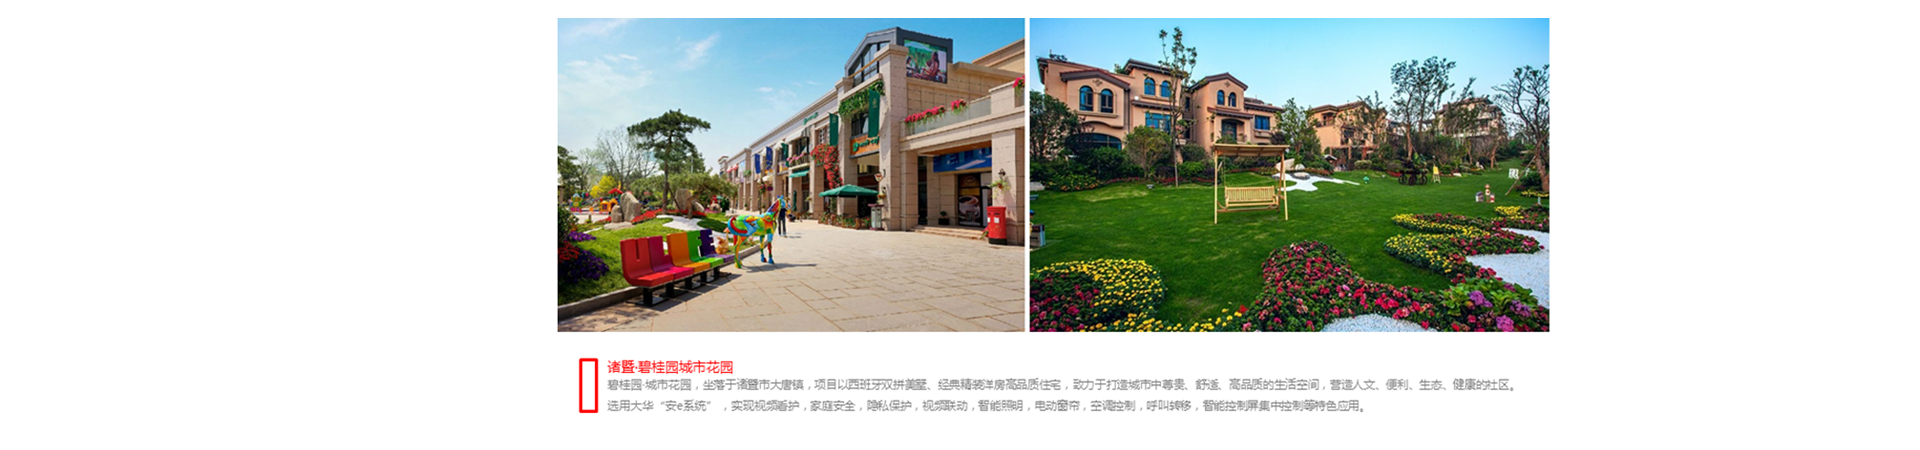 诸暨·碧桂园城市花园
碧桂园·城市花园，坐落于诸暨市大唐镇，项目以西班牙双拼美墅、经典精装洋房高品质住宅，致力于打造城市中尊贵、舒适、高品质的生活空间，营造人文、便利、生态、健康的社区。
选用大华“安e系统”，实现视频看护，家庭安全，隐私保护，视频联动，智能照明，电动窗帘，空调控制，呼叫转移，智能控制屏集中控制等特色应用。